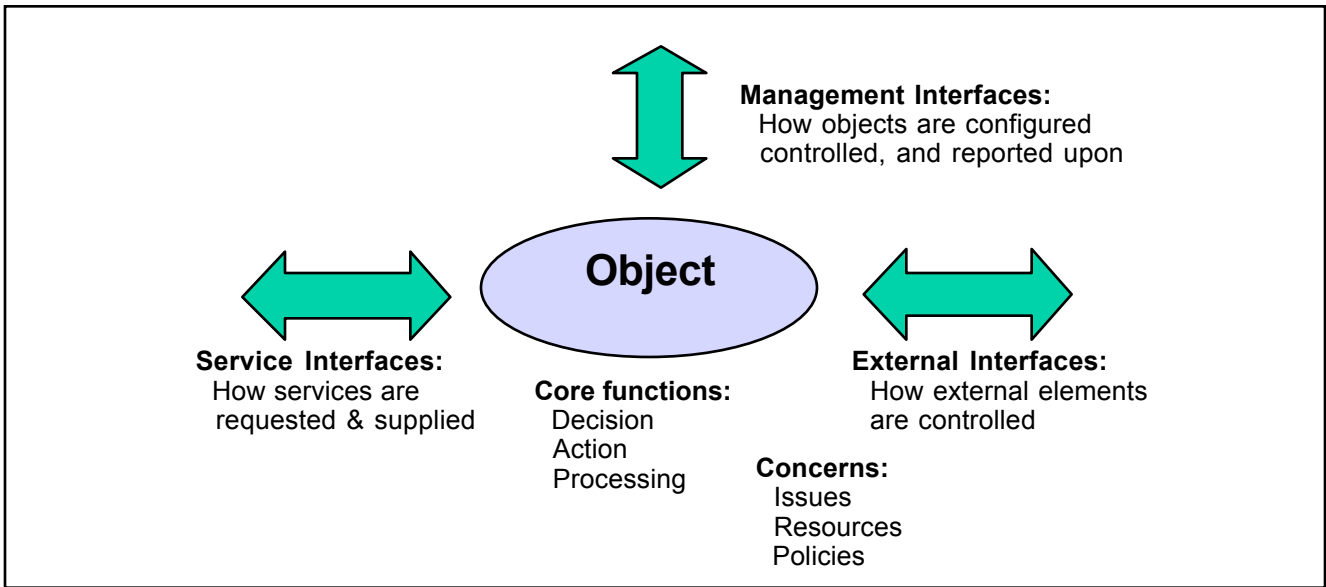 Management Interfaces:
How objects are configured
controlled, and reported upon
Object
Service Interfaces:
How services are
requested & supplied
Core functions:
Decision
Action
Processing
External Interfaces:
How external elements
are controlled
Concerns:
Issues
Resources
Policies